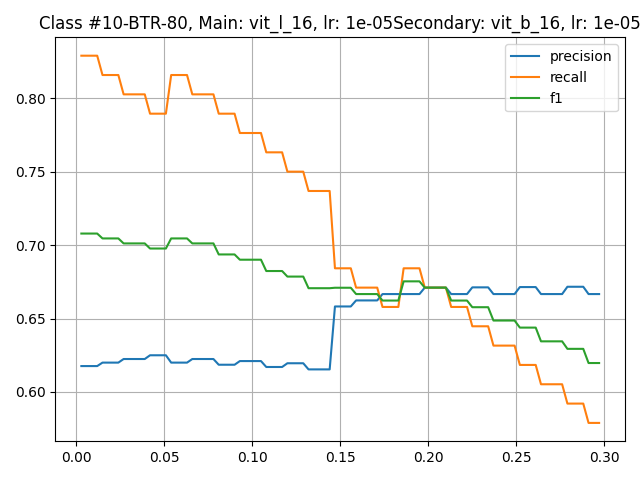 Class #10-BTR-80, Main: vit_l_16, lr: 1e-05Secondary: vit_b_16, lr: 1e-05
precision
recall
f1
0.80
0.75
0.70
0.65
0.60
0.00 0.05 0.10 0.15 0.20 0.25 0.30